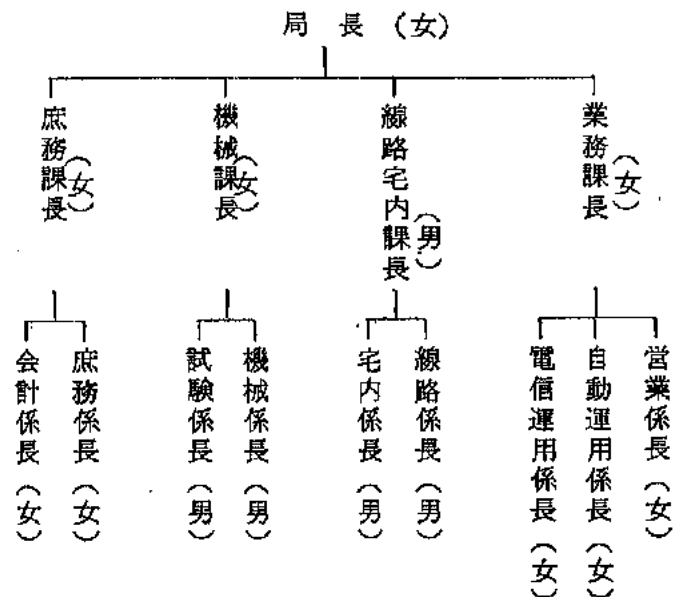 局長(女)
業務課長(女)
線路宅内課長(男)
機械課長(女)
庶務課長(女)
営業係長(女)
自動運用係長(女)
電信運用係長(女)
線路係長(男)
宅内係長(男)
機械係長(男)
試験係長(男)
庶務係長(女)
会計係長(女)